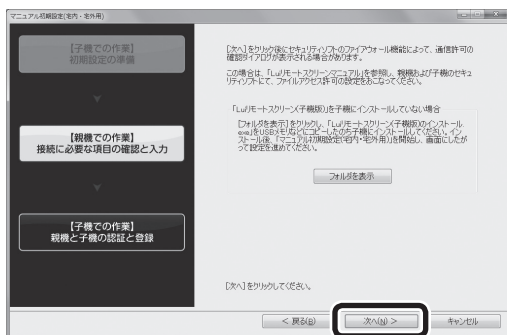 マニュアル初期設定(宅内・宅外用)
【子機での作業】
初期設定の準備
【親機での作業】
接続に必要な項目の確認と入力
【子機での作業】
親機と子機の認証と登録
[次へ]をクリック後にセキュリティソフトのファイアウォール機能によって、通信許可の
確認ダイアログが表示される場合があります。
この場合は、「Luiリモートスクリーンマニュアル」を参照し、親機および子機のセキュ
リティソフトにて、ファイルアクセス許可の設定をおこなってください。
「Luiリモートスクリーン(子機版)」を子機にインストールしていない場合
[フォルダを表示]をクリックし、「Luiリモートスクリーン(子機版)のインストール
.exe」をUSBメモリなどにコピーしたのち子機にインストールしてください。イン
ストール後、「マニュアル初期設定(宅内・宅外用)」を開始し、画面にしたが
って設定を進めてください。
フォルダを表示
[次へ]をクリックしてください。
< 戻る(B)
次へ(N) >
キャンセル